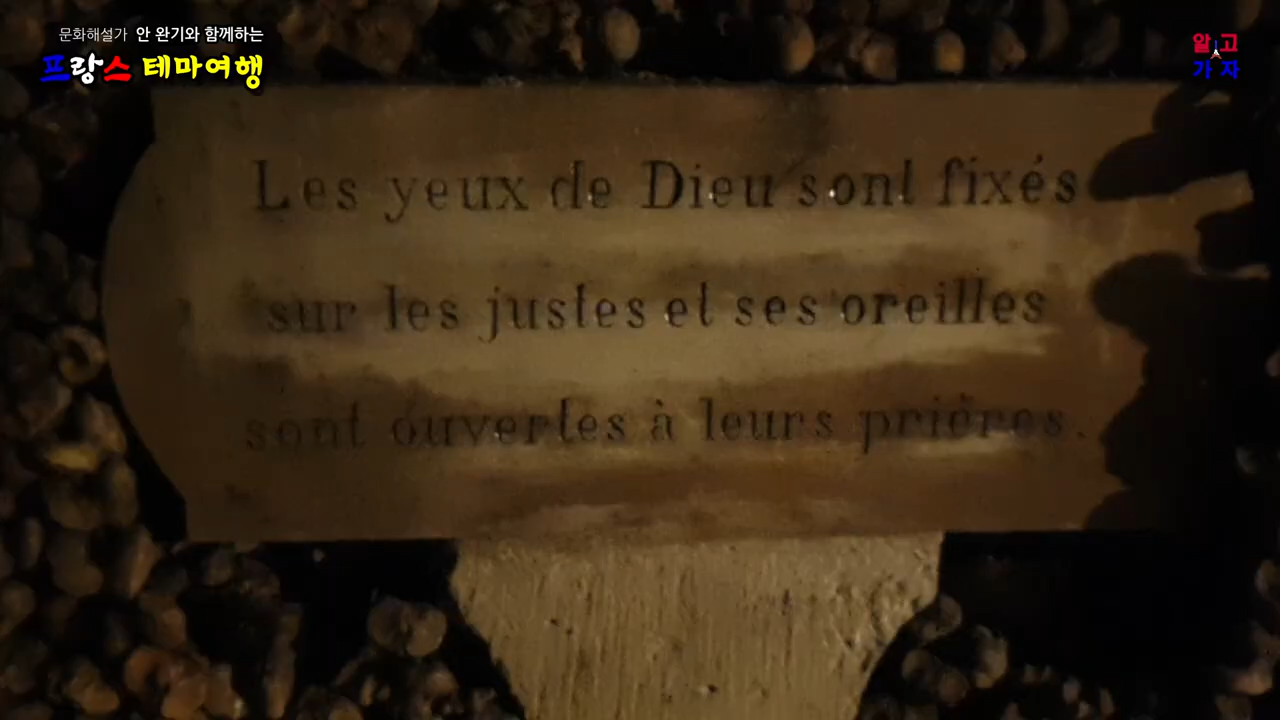 문화해설가 안 완기와 함께하는
프랑스 테마여행
알고
가자
Les yeux de Dieu sont fixés
sur les justes et ses oreilles
sont ouvertes à leurs prières.